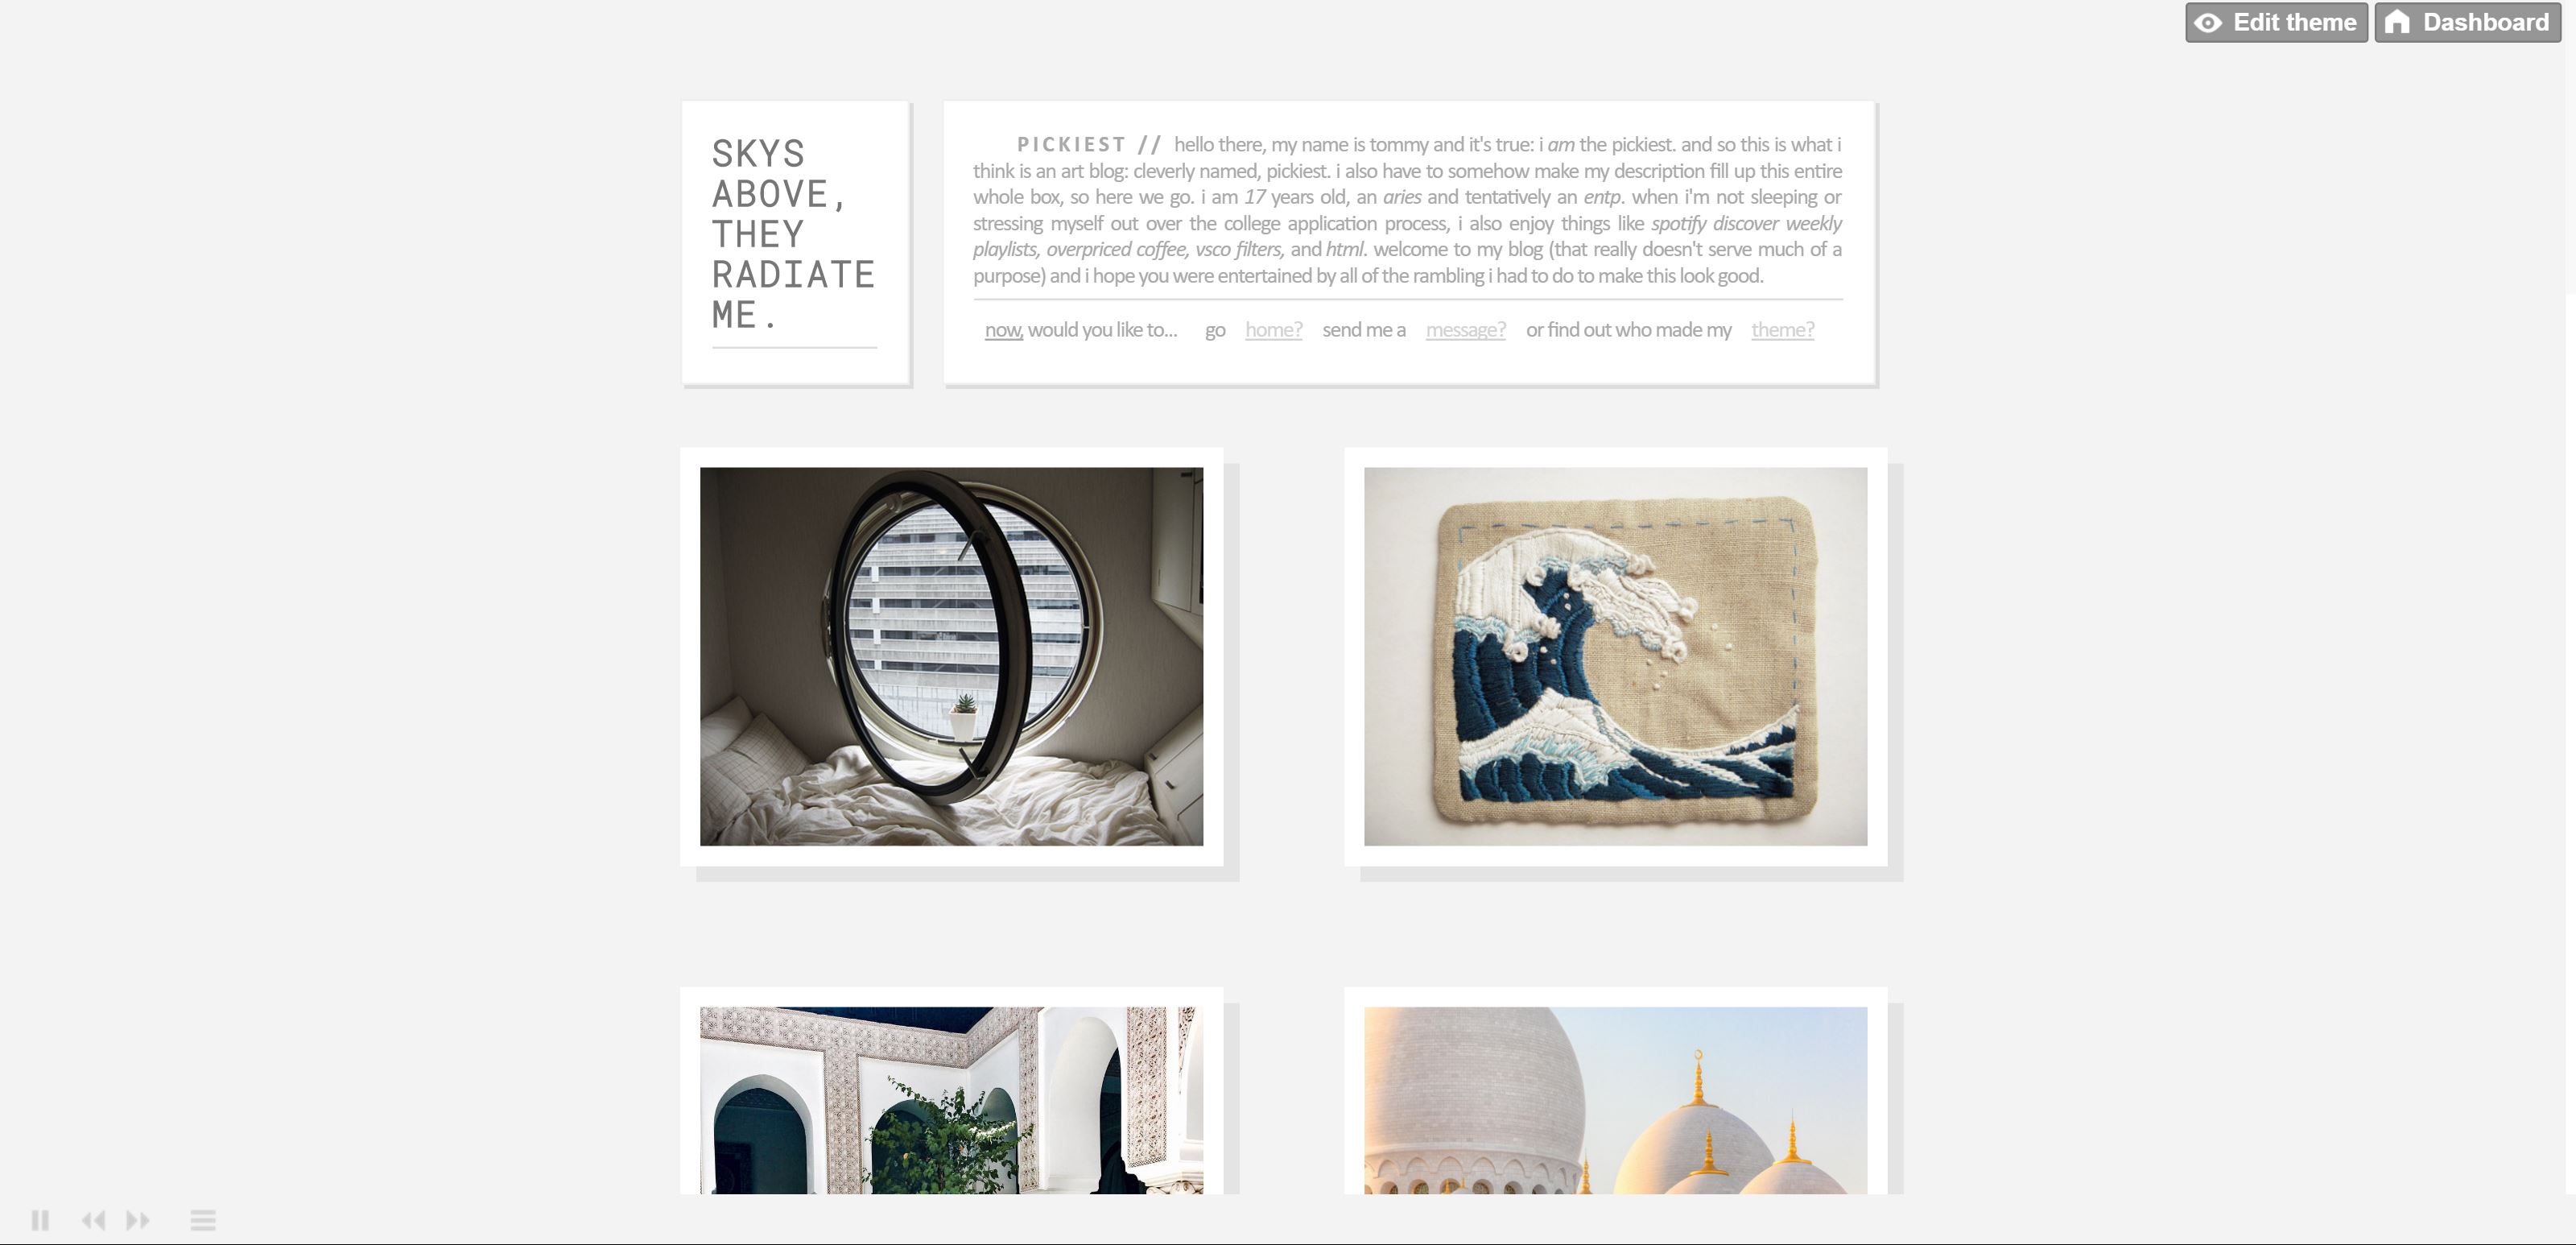 Edit theme Dashboard
SKYS
ABOVE,
THEY
RADIATE
ME.
PICKIEST // hello there, my name is tommy and it's true: i am the pickiest. and so this is what i
think is an art blog: cleverly named, pickiest. i also have to somehow make my description fill up this entire
whole box, so here we go. i am 17 years old, an aries and tentatively an entp. when i'm not sleeping or
stressing myself out over the college application process, i also enjoy things like spotify discover weekly
playlists, overpriced coffee, vsco filters, and html. welcome to my blog (that really doesn't serve much of a
purpose) and i hope you were entertained by all of the rambling i had to do to make this look good.
now, would you like to... go home? send me a message? or find out who made my theme?